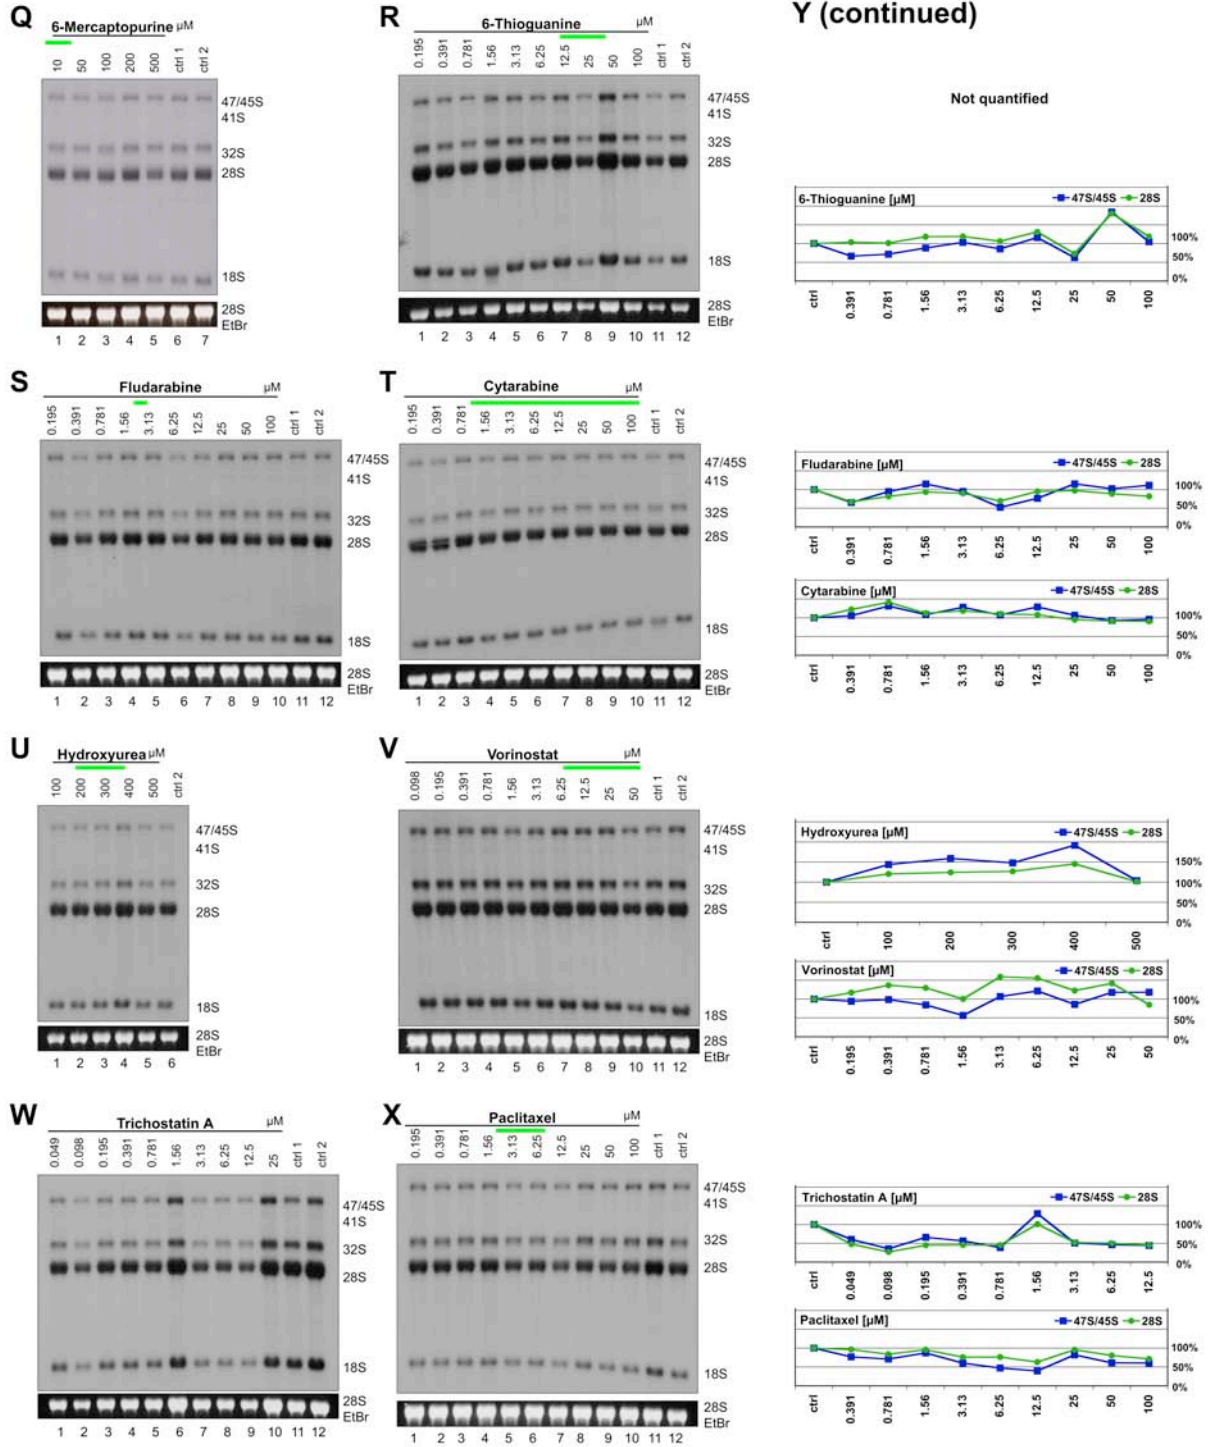 Q
6-Mercaptopurine µM
10 50 100 200 500 ctrl 1 ctrl 2
47/45S
41S
32S
28S
18S
28S
EtBr
1 2 3 4 5 6 7
R
6-Thioguanine µM
0.195 0.391 0.781 1.56 3.13 6.25 12.5 25 50 100 ctrl 1 ctrl 2
47/45S
41S
32S
28S
18S
28S
EtBr
1 2 3 4 5 6 7 8 9 10 11 12
Y (continued)
Not quantified
6-Thioguanine [µM] 47S/45S 28S
100%
50%
0%
ctrl 0.391 0.781 1.56 3.13 6.25 12.5 25 50 100
S
Fludarabine µM
0.195 0.391 0.781 1.56 3.13 6.25 12.5 25 50 100 ctrl 1 ctrl 2
47/45S
41S
32S
28S
18S
28S
EtBr
1 2 3 4 5 6 7 8 9 10 11 12
T
Cytarabine µM
0.195 0.391 0.781 1.56 3.13 6.25 12.5 25 50 100 ctrl 1 ctrl 2
47/45S
41S
32S
28S
18S
28S
EtBr
1 2 3 4 5 6 7 8 9 10 11 12
Fludarabine [µM] 47S/45S 28S
100%
50%
0%
ctrl 0.391 0.781 1.56 3.13 6.25 12.5 25 50 100
Cytarabine [µM] 47S/45S 28S
100%
50%
0%
ctrl 0.391 0.781 1.56 3.13 6.25 12.5 25 50 100
U
Hydroxyurea µM
100 200 300 400 500 ctrl 2
47/45S
41S
32S
28S
18S
28S
EtBr
1 2 3 4 5 6
V
Vorinostat µM
0.098 0.195 0.391 0.781 1.56 3.13 6.25 12.5 25 50 ctrl 1 ctrl 2
47/45S
41S
32S
28S
18S
28S
EtBr
1 2 3 4 5 6 7 8 9 10 11 12
Hydroxyurea [µM] 47S/45S 28S
150%
100%
50%
0%
ctrl 100 200 300 400 500
Vorinostat [µM] 47S/45S 28S
100%
50%
0%
ctrl 0.195 0.391 0.781 1.56 3.13 6.25 12.5 25 50
W
Trichostatin A µM
0.049 0.098 0.195 0.391 0.781 1.56 3.13 6.25 12.5 25 ctrl 1 ctrl 2
47/45S
41S
32S
28S
18S
28S
EtBr
1 2 3 4 5 6 7 8 9 10 11 12
X
Paclitaxel µM
0.195 0.391 0.781 1.56 3.13 6.25 12.5 25 50 100 ctrl 1 ctrl 2
47/45S
41S
32S
28S
18S
28S
EtBr
1 2 3 4 5 6 7 8 9 10 11 12
Trichostatin A [µM] 47S/45S 28S
100%
50%
0%
ctrl 0.049 0.098 0.195 0.391 0.781 1.56 3.13 6.25 12.5
Paclitaxel [µM] 47S/45S 28S
100%
50%
0%
ctrl 0.391 0.781 1.56 3.13 6.25 12.5 25 50 100